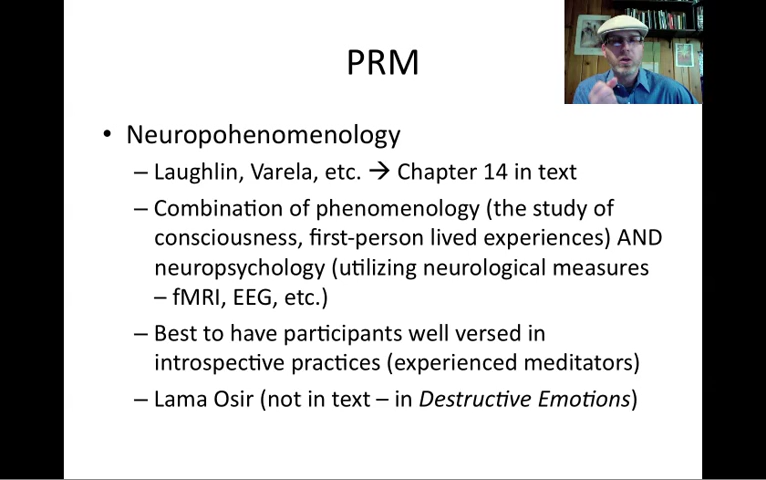 PRM
• Neuropohenomenology
– Laughlin, Varela, etc. → Chapter 14 in text
– Combination of phenomenology (the study of
consciousness, first-person lived experiences) AND
neuropsychology (utilizing neurological measures
– fMRI, EEG, etc.)
– Best to have participants well versed in
introspective practices (experienced meditators)
– Lama Osir (not in text – in Destructive Emotions)